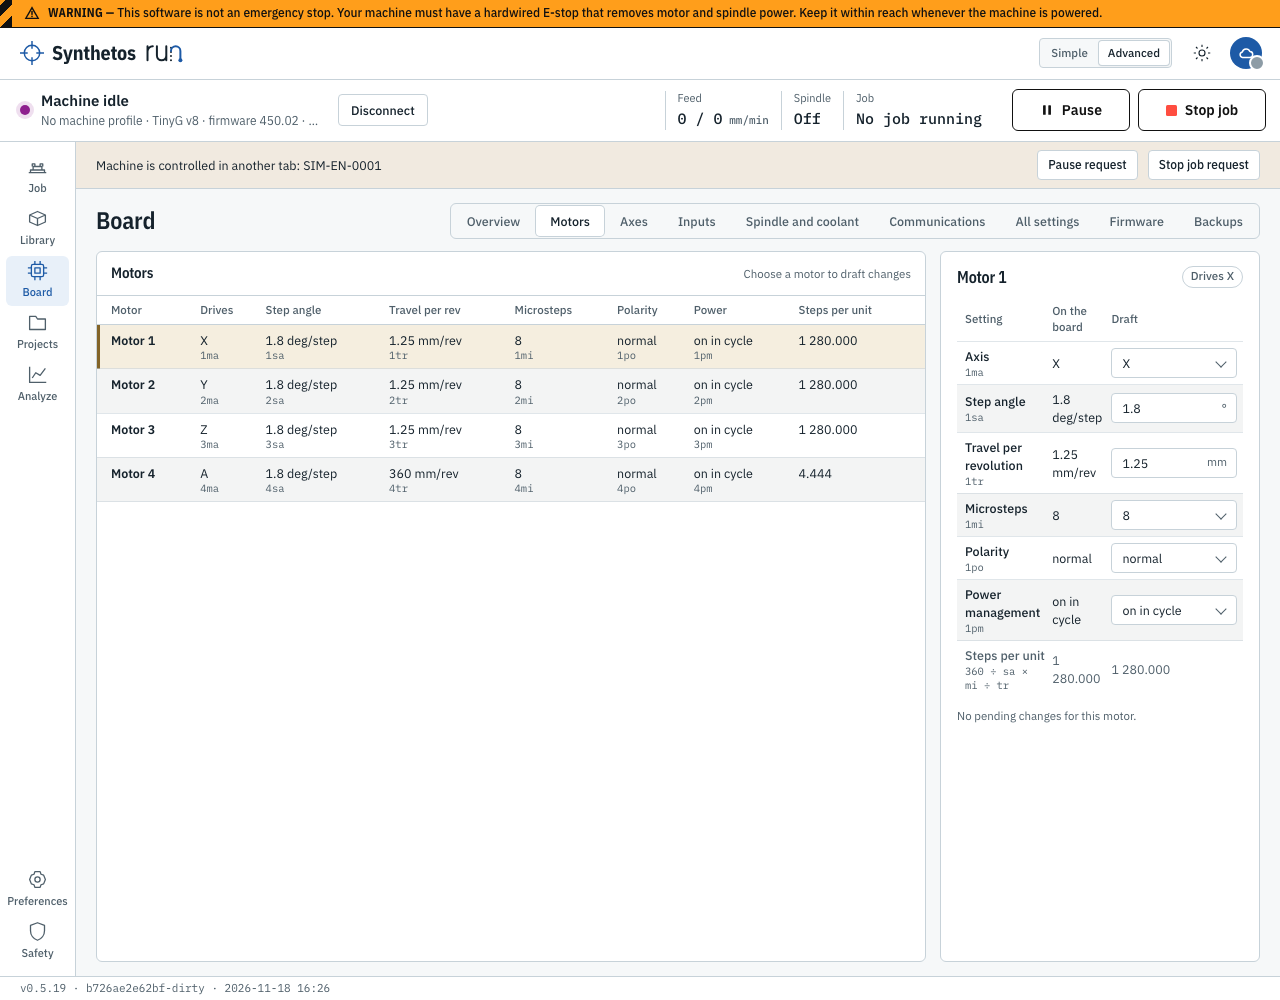 WARNING — This software is not an emergency stop. Your machine must have a hardwired E-stop that removes motor and spindle power. Keep it within reach whenever the machine is powered.
Synthetos run
Simple
Advanced
Machine idle
No machine profile · TinyG v8 · firmware 450.02 · ...
Disconnect
Feed
0 / 0 mm/min
Spindle
Off
Job
No job running
Pause
Stop job
Machine is controlled in another tab: SIM-EN-0001
Pause request
Stop job request
Job
Library
Board
Projects
Analyze
Preferences
Safety
Board
Overview
Motors
Axes
Inputs
Spindle and coolant
Communications
All settings
Firmware
Backups
Motors
Choose a motor to draft changes
Motor Drives Step angle Travel per rev Microsteps Polarity Power Steps per unit
Motor 1 X 1.8 deg/step 1.25 mm/rev 8 normal on in cycle 1 280.000
1ma 1sa 1tr 1mi 1po 1pm
Motor 2 Y 1.8 deg/step 1.25 mm/rev 8 normal on in cycle 1 280.000
2ma 2sa 2tr 2mi 2po 2pm
Motor 3 Z 1.8 deg/step 1.25 mm/rev 8 normal on in cycle 1 280.000
3ma 3sa 3tr 3mi 3po 3pm
Motor 4 A 1.8 deg/step 360 mm/rev 8 normal on in cycle 4.444
4ma 4sa 4tr 4mi 4po 4pm
Motor 1
Drives X
Setting
On the
board
Draft
Axis
1ma
X
X
Step angle
1sa
1.8
deg/step
1.8 °
Travel per
revolution
1tr
1.25
mm/rev
1.25 mm
Microsteps
1mi
8
8
Polarity
1po
normal
normal
Power
management
1pm
on in
cycle
on in cycle
Steps per unit
360 ÷ sa ×
mi ÷ tr
1
280.000
1 280.000
No pending changes for this motor.
v0.5.19 · b726ae2e62bf-dirty · 2026-11-18 16:26